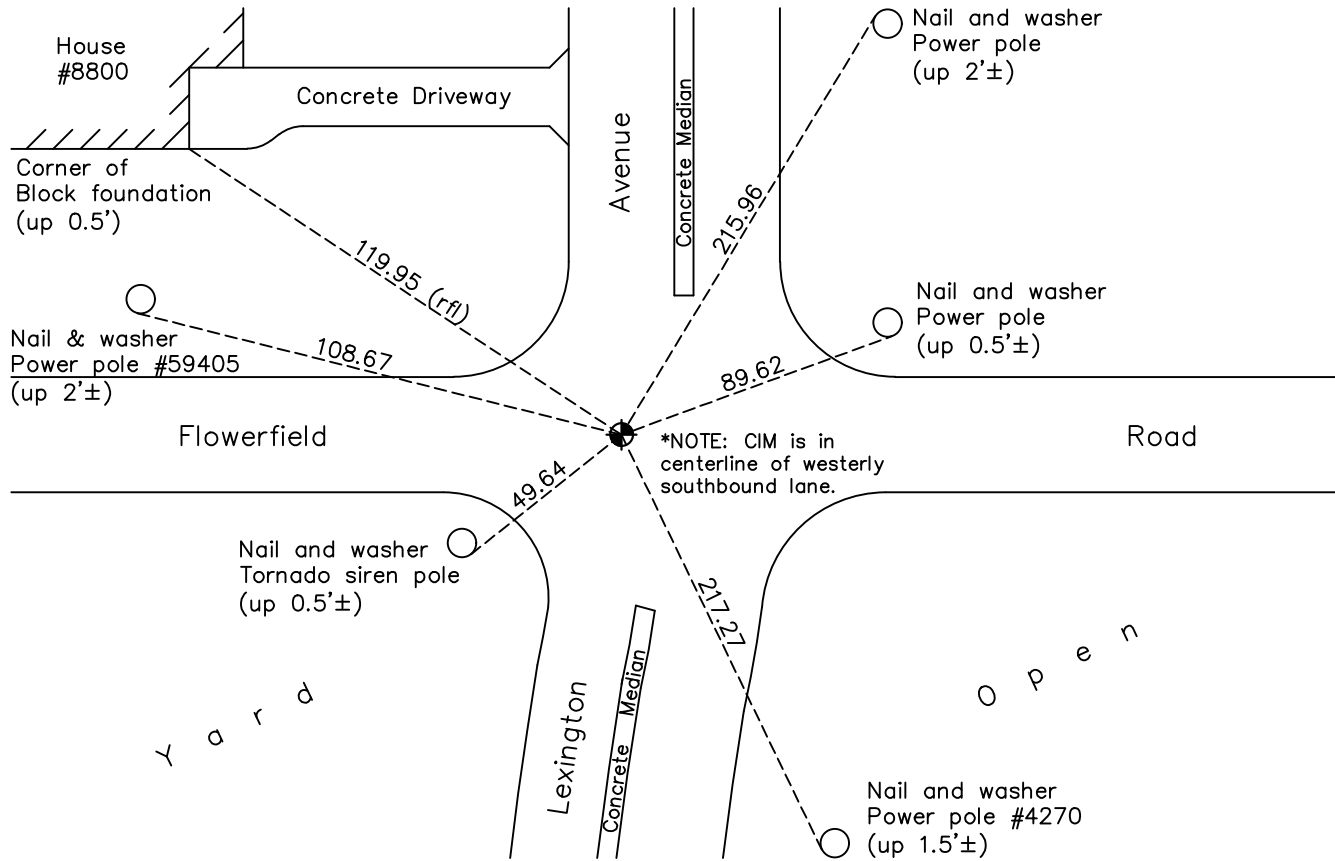 House
#8800
Concrete Driveway
Corner of
Block foundation
(up 0.5')
Avenue
Concrete Median
Nail and washer
Power pole
(up 2'±)
119.95 (rfl)
215.96
Nail & washer
Power pole #59405
(up 2'±)
108.67
Nail and washer
Power pole
(up 0.5'±)
89.62
Flowerfield
*NOTE: CIM is in
centerline of westerly
southbound lane.
Road
49.64
Nail and washer
Tornado siren pole
(up 0.5'±)
217.27
Yard
Lexington
Concrete Median
Open
Nail and washer
Power pole #4270
(up 1.5'±)